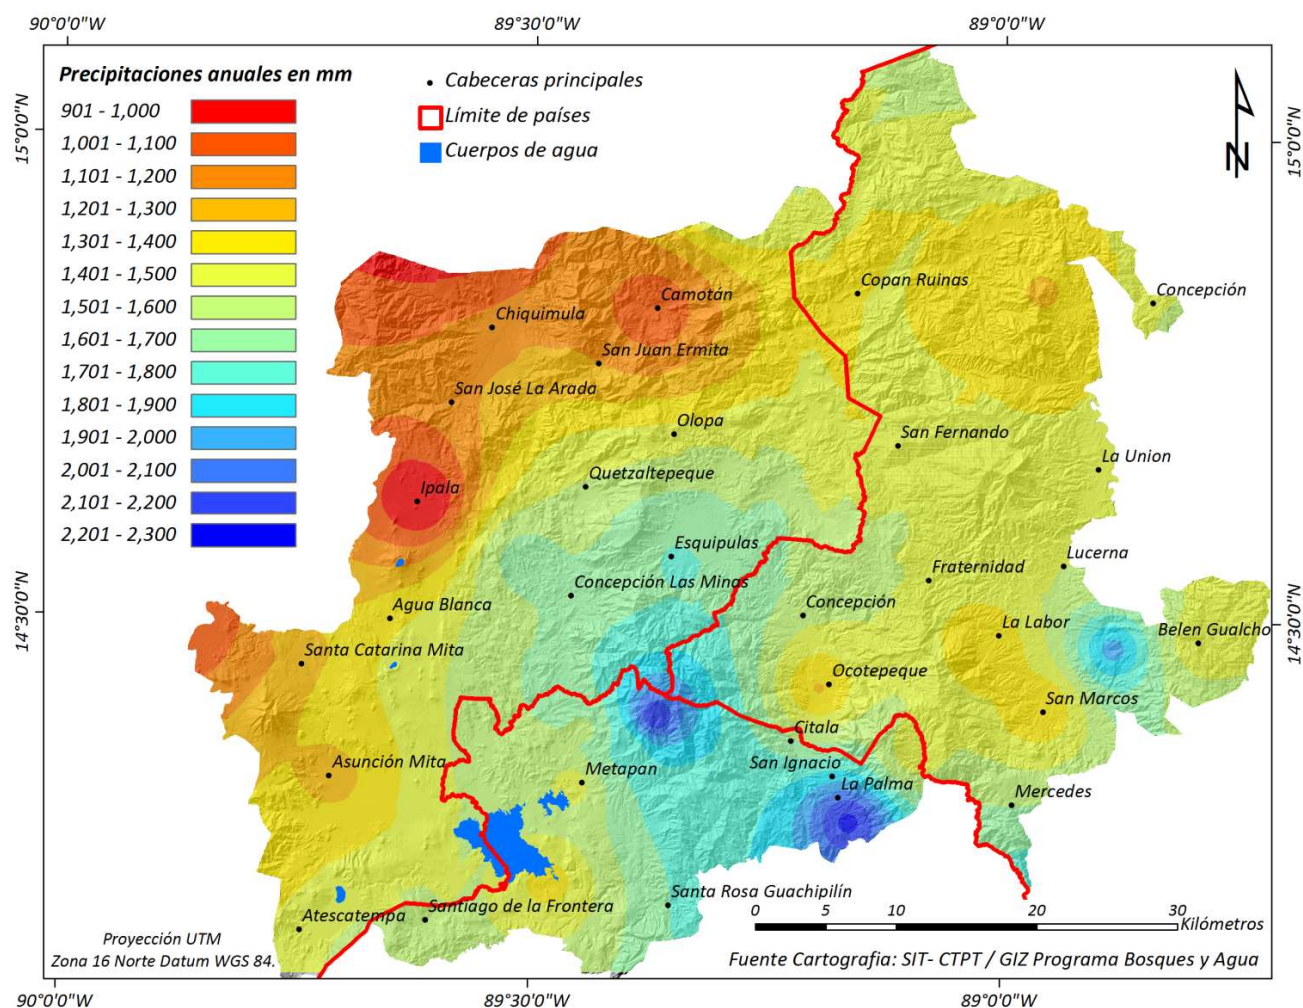 90°0'0"W
89°30'0"W
89°0'0"W
Precipitaciones anuales en mm
901 - 1,000
1,001 - 1,100
1,101 - 1,200
1,201 - 1,300
1,301 - 1,400
1,401 - 1,500
1,501 - 1,600
1,601 - 1,700
1,701 - 1,800
1,801 - 1,900
1,901 - 2,000
2,001 - 2,100
2,101 - 2,200
2,201 - 2,300
Cabeceras principales
Límite de países
Cuerpos de agua
N
15°0'0"N
15°0'0"N
14°30'0"N
14°30'0"N
Copan Ruinas
Concepción
Camotán
Chiquimula
San Juan Ermita
San José La Arada
Olopa
San Fernando
La Union
Quetzaltepeque
Ipala
Esquipulas
Lucerna
Fraternidad
Concepción Las Minas
Agua Blanca
Concepción
La Labor
Belen Gualcho
Santa Catarina Mita
Ocotepeque
San Marcos
Citala
Asunción Mita
Metapan
San Ignacio
La Palma
Mercedes
Santa Rosa Guachipilín
Santiago de la Frontera
Atescatempa
0 5 10 20 30
Kilómetros
Proyección UTM
Zona 16 Norte Datum WGS 84.
Fuente Cartografia: SIT- CTPT / GIZ Programa Bosques y Agua
90°0'0"W
89°30'0"W
89°0'0"W